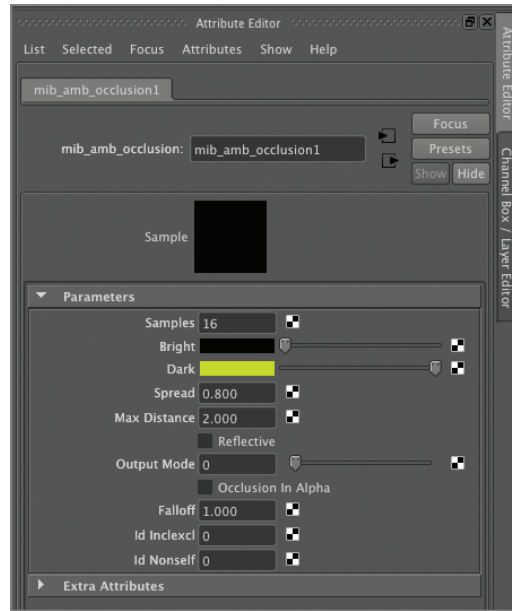 Attribute Editor
List Selected Focus Attributes Show Help
mib_amb_occlusion1
mib_amb_occlusion: mib_amb_occlusion1
Focus
Presets
Show Hide
Sample
Parameters
Samples 16
Bright
Dark
Spread 0.800
Max Distance 2.000
Reflective
Output Mode 0
Occlusion In Alpha
Falloff 1.000
Id Inclexcl 0
Id Nonself 0
Extra Attributes
Attribute Editor
Channel Box / Layer Editor